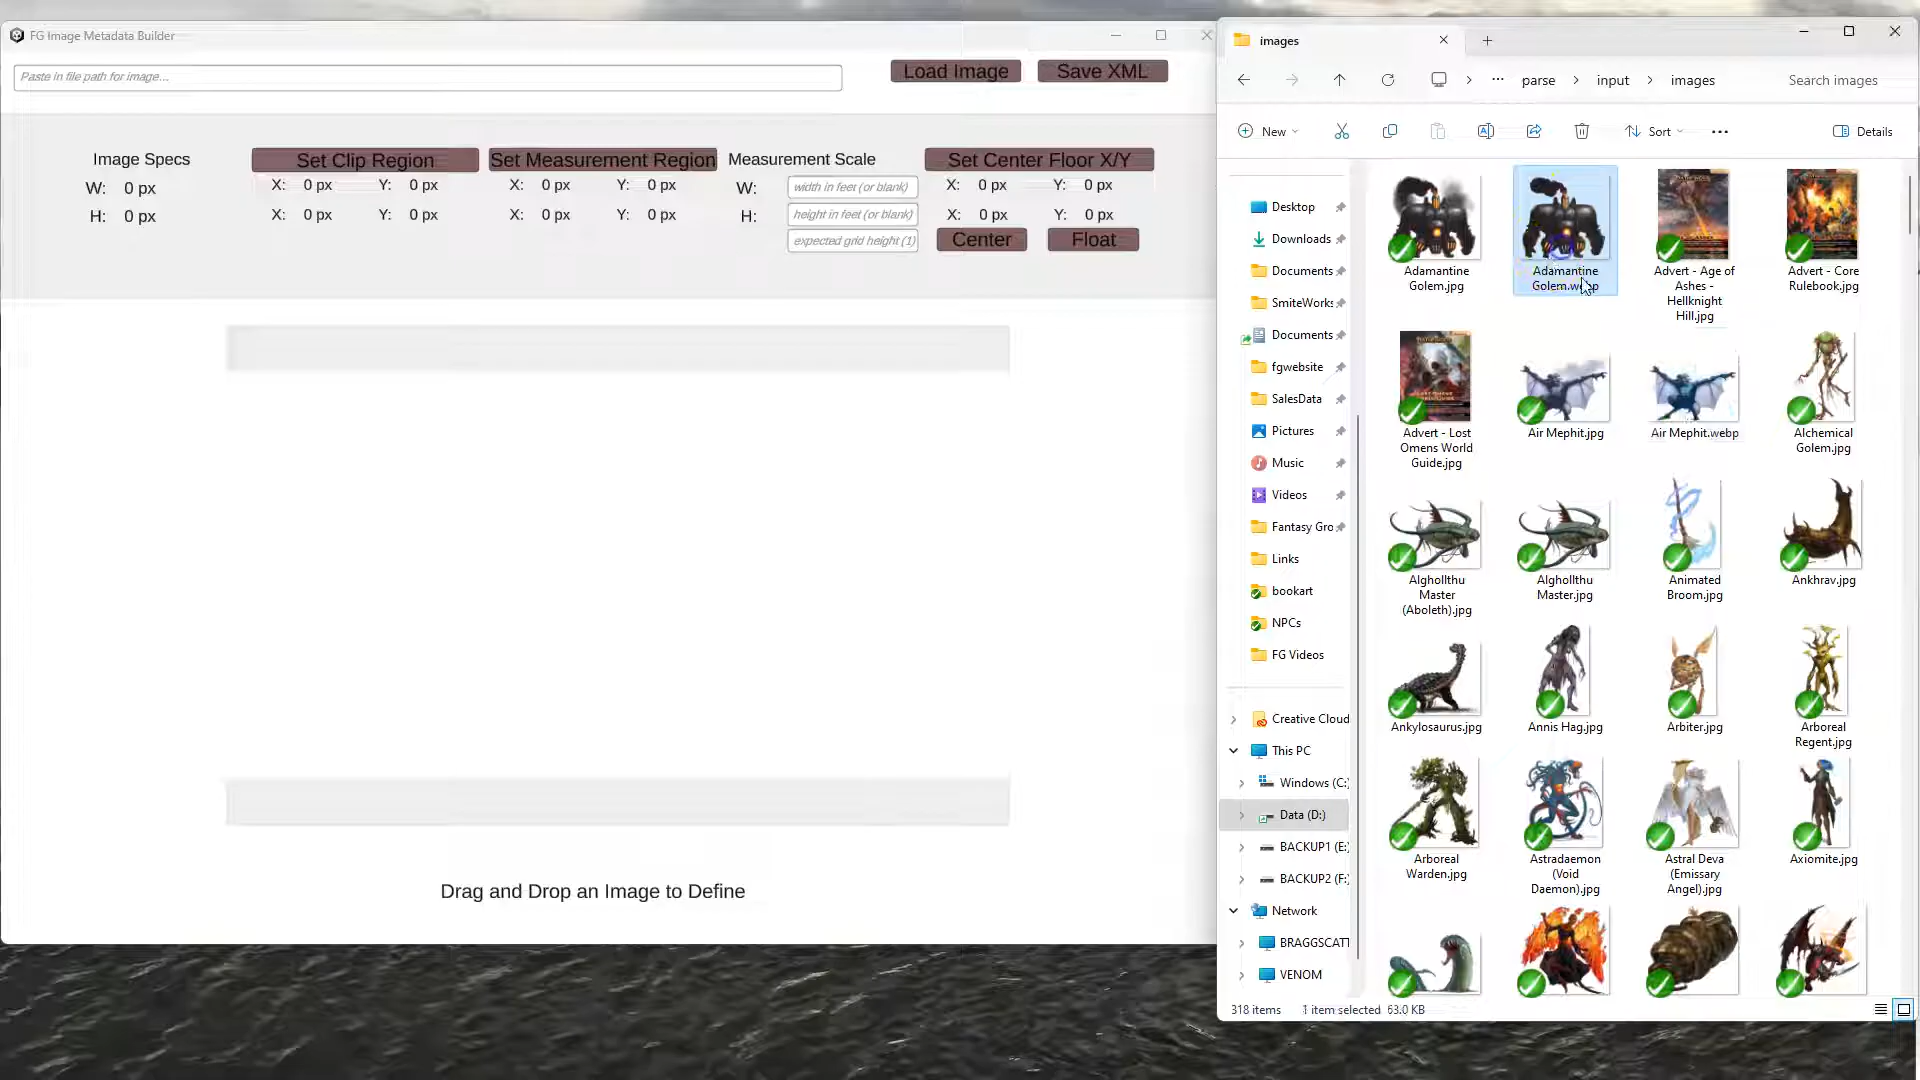 FG Image Metadata Builder
Paste in file path for image...
Load Image
Save XML
Image Specs
Set Clip Region
Set Measurement Region
Measurement Scale
Set Center Floor X/Y
W: 0 px
X: 0 px Y: 0 px
X: 0 px Y: 0 px
W: width in feet (or blank)
X: 0 px Y: 0 px
H: 0 px
X: 0 px Y: 0 px
X: 0 px Y: 0 px
H: height in feet (or blank)
X: 0 px Y: 0 px
expected grid height (1)
Center
Float
Drag and Drop an Image to Define
images
parse
input
images
Search images
New
Sort
Details
Desktop
Downloads
Documents
SmiteWorks
Documents
fgwebsite
SalesData
Pictures
Music
Videos
Fantasy Gro
Links
bookart
NPCs
FG Videos
Creative Cloud
This PC
Windows (C:)
Data (D:)
BACKUP1 (E:)
BACKUP2 (F:)
Network
BRAGGSCATT
VENOM
Adamantine
Golem.jpg
Adamantine
Golem.webp
Advert - Age of
Ashes -
Hellknight
Hill.jpg
Advert - Core
Rulebook.jpg
Advert - Lost
Omens World
Guide.jpg
Air Mephit.jpg
Air Mephit.webp
Alchemical
Golem.jpg
Alghollthu
Master
(Aboleth).jpg
Alghollthu
Master.jpg
Animated
Broom.jpg
Ankhrav.jpg
Ankylosaurus.jpg
Annis Hag.jpg
Arbiter.jpg
Arboreal
Regent.jpg
Arboreal
Warden.jpg
Astradaemon
(Void
Daemon).jpg
Astral Deva
(Emissary
Angel).jpg
Axiomite.jpg
318 items
1 item selected 63.0 KB